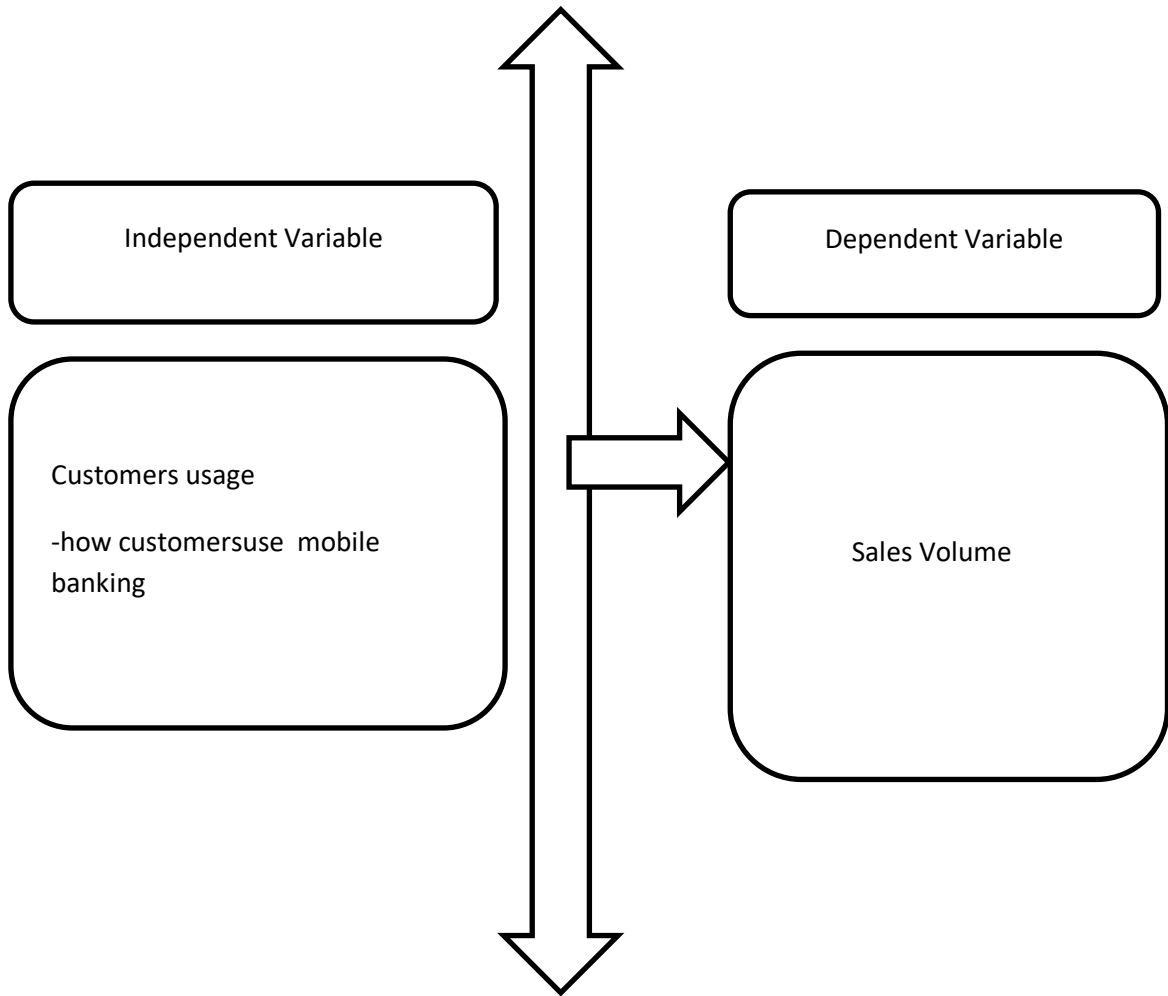 Independent Variable
Dependent Variable
Customers usage
-how customersuse  mobile
banking
Sales Volume